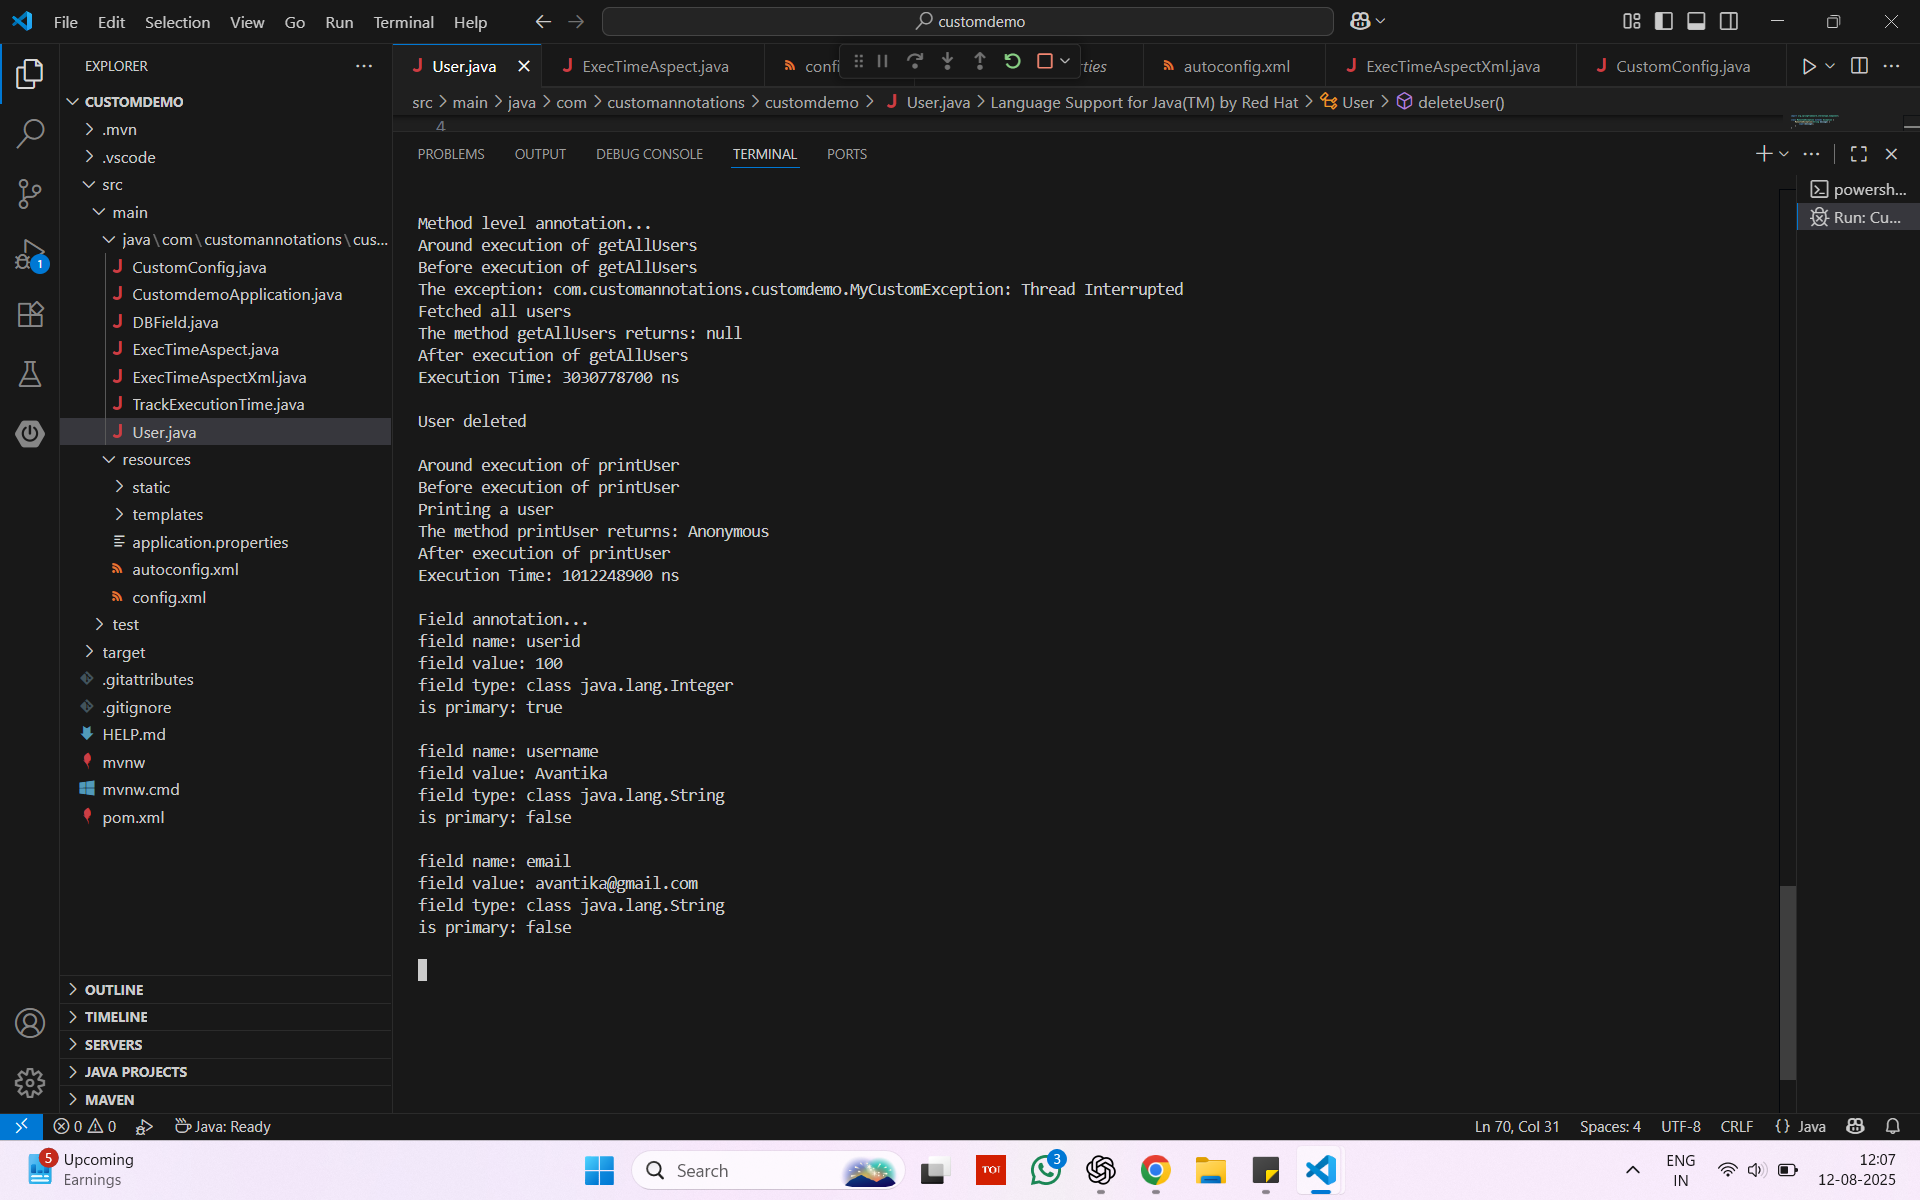 File Edit Selection View Go Run Terminal Help
customdemo
EXPLORER
CUSTOMDEMO
.mvn
.vscode
src
main
java\com\customannotations\cus...
CustomConfig.java
CustomdemoApplication.java
DBField.java
ExecTimeAspect.java
ExecTimeAspectXml.java
TrackExecutionTime.java
User.java
resources
static
templates
application.properties
autoconfig.xml
config.xml
test
target
.gitattributes
.gitignore
HELP.md
mvnw
mvnw.cmd
pom.xml
OUTLINE
TIMELINE
SERVERS
JAVA PROJECTS
MAVEN
1
User.java ExecTimeAspect.java confi rties autoconfig.xml ExecTimeAspectXml.java CustomConfig.java
src > main > java > com > customannotations > customdemo > User.java > Language Support for Java(TM) by Red Hat > User > deleteUser()
4
PROBLEMS OUTPUT DEBUG CONSOLE TERMINAL PORTS
powersh...
Run: Cu...
Method level annotation...
Around execution of getAllUsers
Before execution of getAllUsers
The exception: com.customannotations.customdemo.MyCustomException: Thread Interrupted
Fetched all users
The method getAllUsers returns: null
After execution of getAllUsers
Execution Time: 3030778700 ns
User deleted
Around execution of printUser
Before execution of printUser
Printing a user
The method printUser returns: Anonymous
After execution of printUser
Execution Time: 1012248900 ns
Field annotation...
field name: userid
field value: 100
field type: class java.lang.Integer
is primary: true
field name: username
field value: Avantika
field type: class java.lang.String
is primary: false
field name: email
field value: avantika@gmail.com
field type: class java.lang.String
is primary: false
0 0 Java: Ready
Ln 70, Col 31 Spaces: 4 UTF-8 CRLF {} Java
5
Upcoming
Earnings
Search
TOI
3
ENG
IN
12:07
12-08-2025